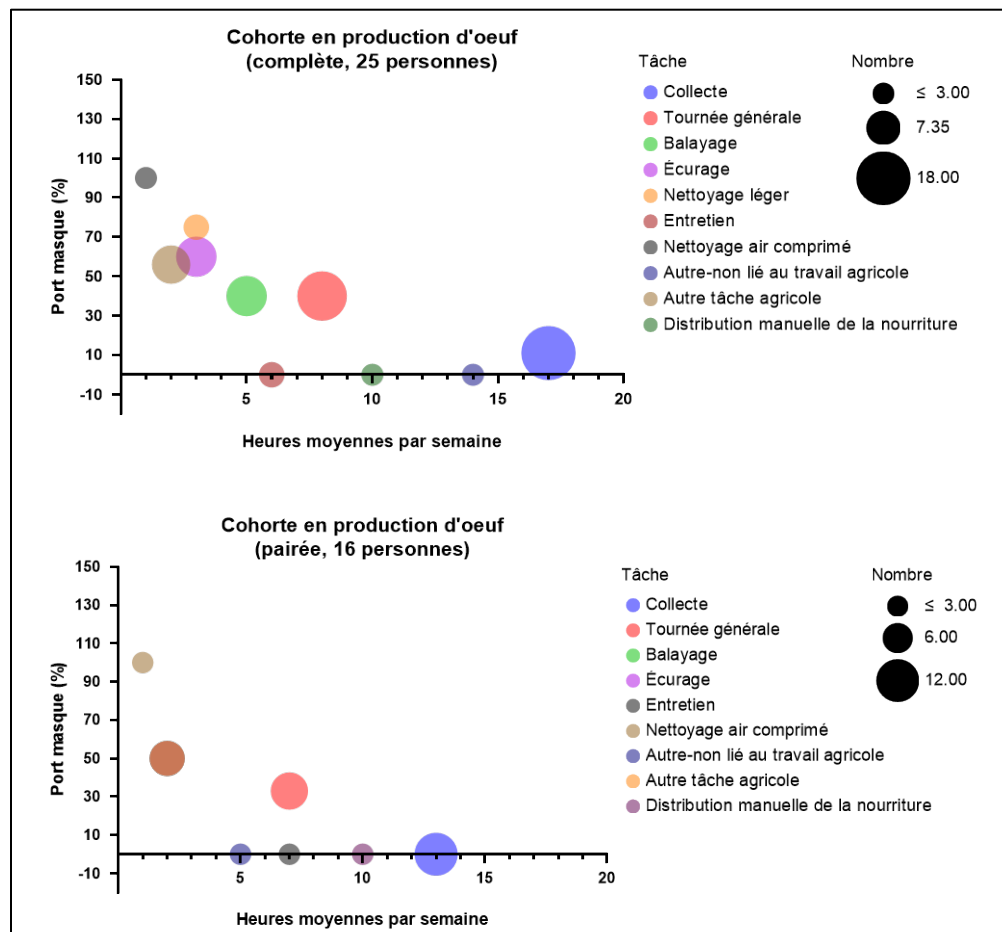 Cohorte en production d'oeuf
(complète, 25 personnes)
150
130
110
90
70
50
30
10
-10
Port masque (%)
5
10
15
20
Heures moyennes par semaine
Tâche
Collecte
Tournée générale
Balayage
Écurage
Nettoyage léger
Entretien
Nettoyage air comprimé
Autre-non lié au travail agricole
Autre tâche agricole
Distribution manuelle de la nourriture
Nombre
≤ 3.00
7.35
18.00
Cohorte en production d'oeuf
(pairée, 16 personnes)
150
130
110
90
70
50
30
10
-10
Port masque (%)
5
10
15
20
Heures moyennes par semaine
Tâche
Collecte
Tournée générale
Balayage
Écurage
Entretien
Nettoyage air comprimé
Autre-non lié au travail agricole
Autre tâche agricole
Distribution manuelle de la nourriture
Nombre
≤ 3.00
6.00
12.00